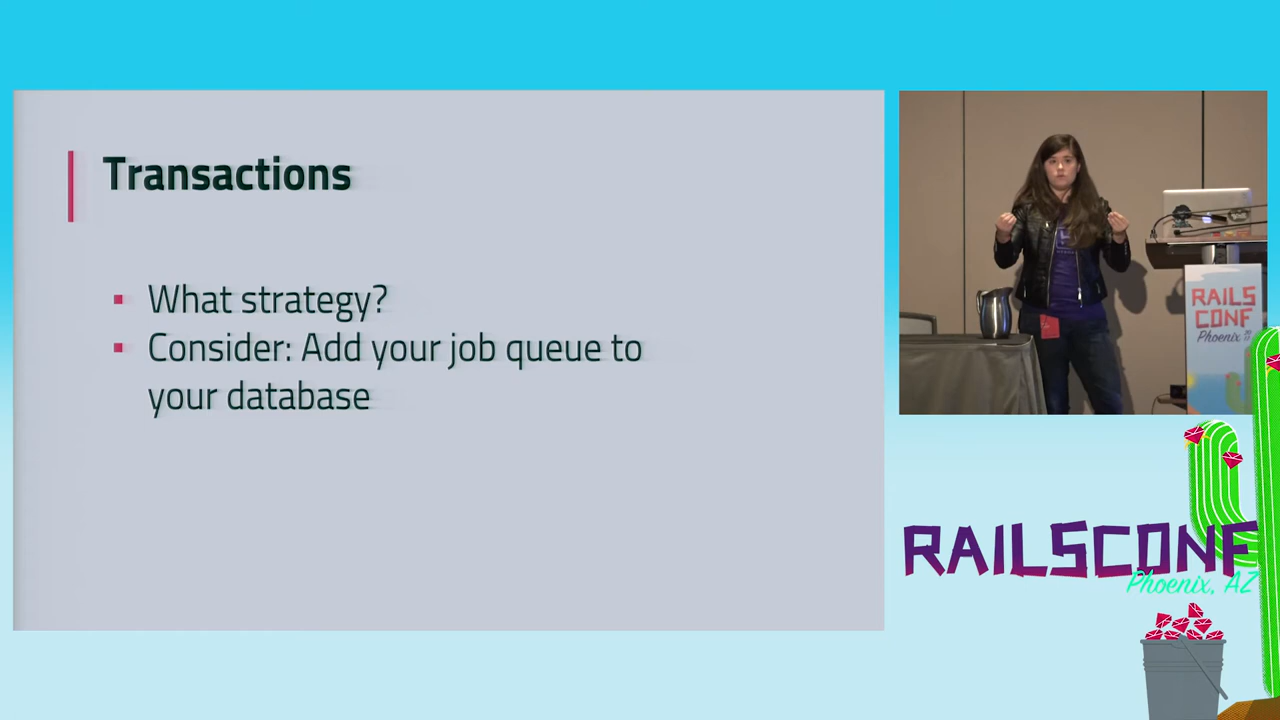 Transactions
What strategy?
Consider: Add your job queue to
your database
RAILS
CONF
Phoenix
RAILSCONF
Phoenix, AZ